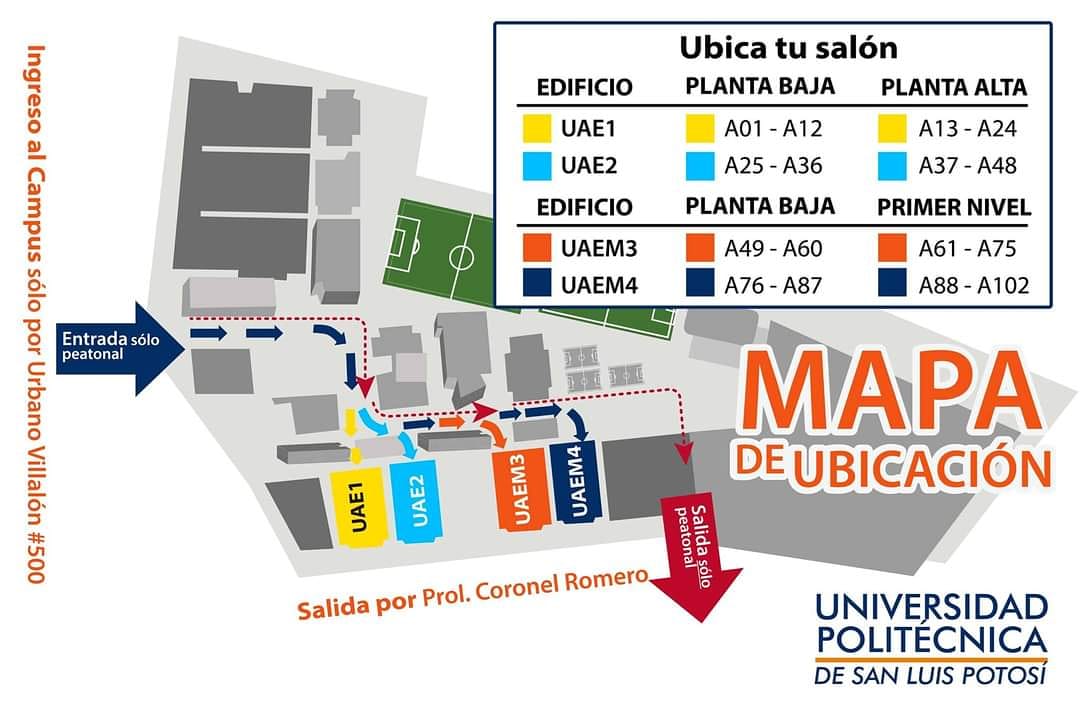 Ingreso al Campus sólo por Urbano Villalón #500
Ubica tu salón
EDIFICIO PLANTA BAJA PLANTA ALTA
UAE1 A01 - A12 A13 - A24
UAE2 A25 - A36 A37 - A48
EDIFICIO PLANTA BAJA PRIMER NIVEL
UAEM3 A49 - A60 A61 - A75
UAEM4 A76 - A87 A88 - A102
Entrada sólo
peatonal
MAPA
DE UBICACIÓN
UAE1
UAE2
UAEM3
UAEM4
Salida sólo
peatonal
Salida por Prol. Coronel Romero
UNIVERSIDAD
POLITÉCNICA
DE SAN LUIS POTOSÍ